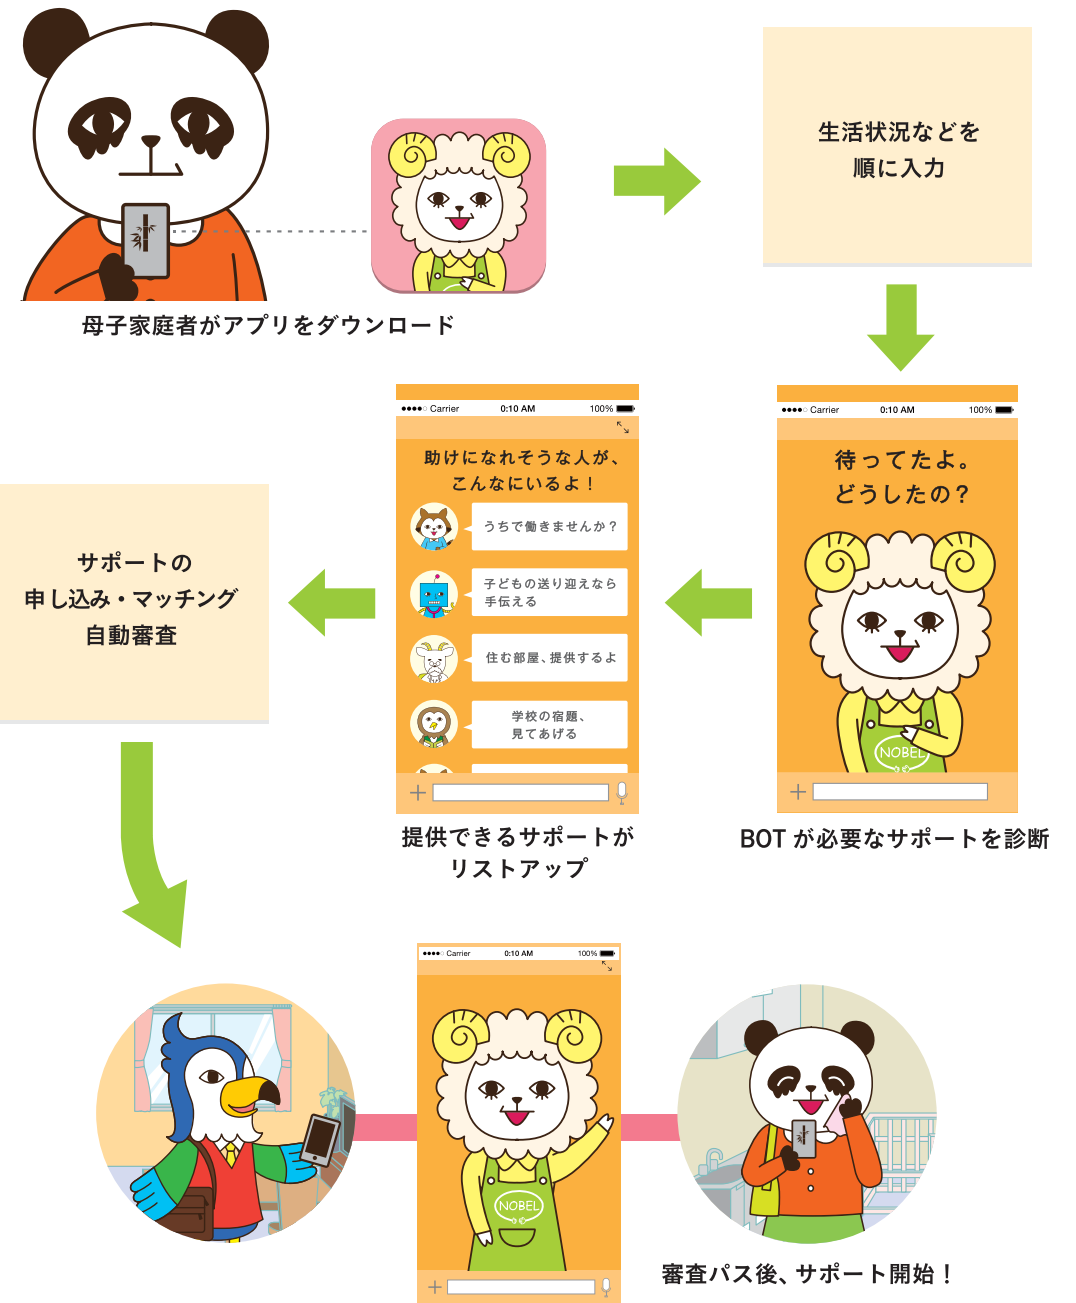 母子家庭者がアプリをダウンロード
生活状況などを
順に入力
●●●●○ Carrier 0:10 AM 100%
待ってたよ。
どうしたの？
NOBEL
BOT が必要なサポートを診断
●●●●○ Carrier 0:10 AM 100%
助けになれそうな人が、
こんなにいるよ！
うちで働きませんか？
子どもの送り迎えなら
手伝える
住む部屋、提供するよ
学校の宿題、
見てあげる
提供できるサポートが
リストアップ
サポートの
申し込み・マッチング
自動審査
●●●●○ Carrier 0:10 AM 100%
NOBEL
審査パス後、サポート開始！